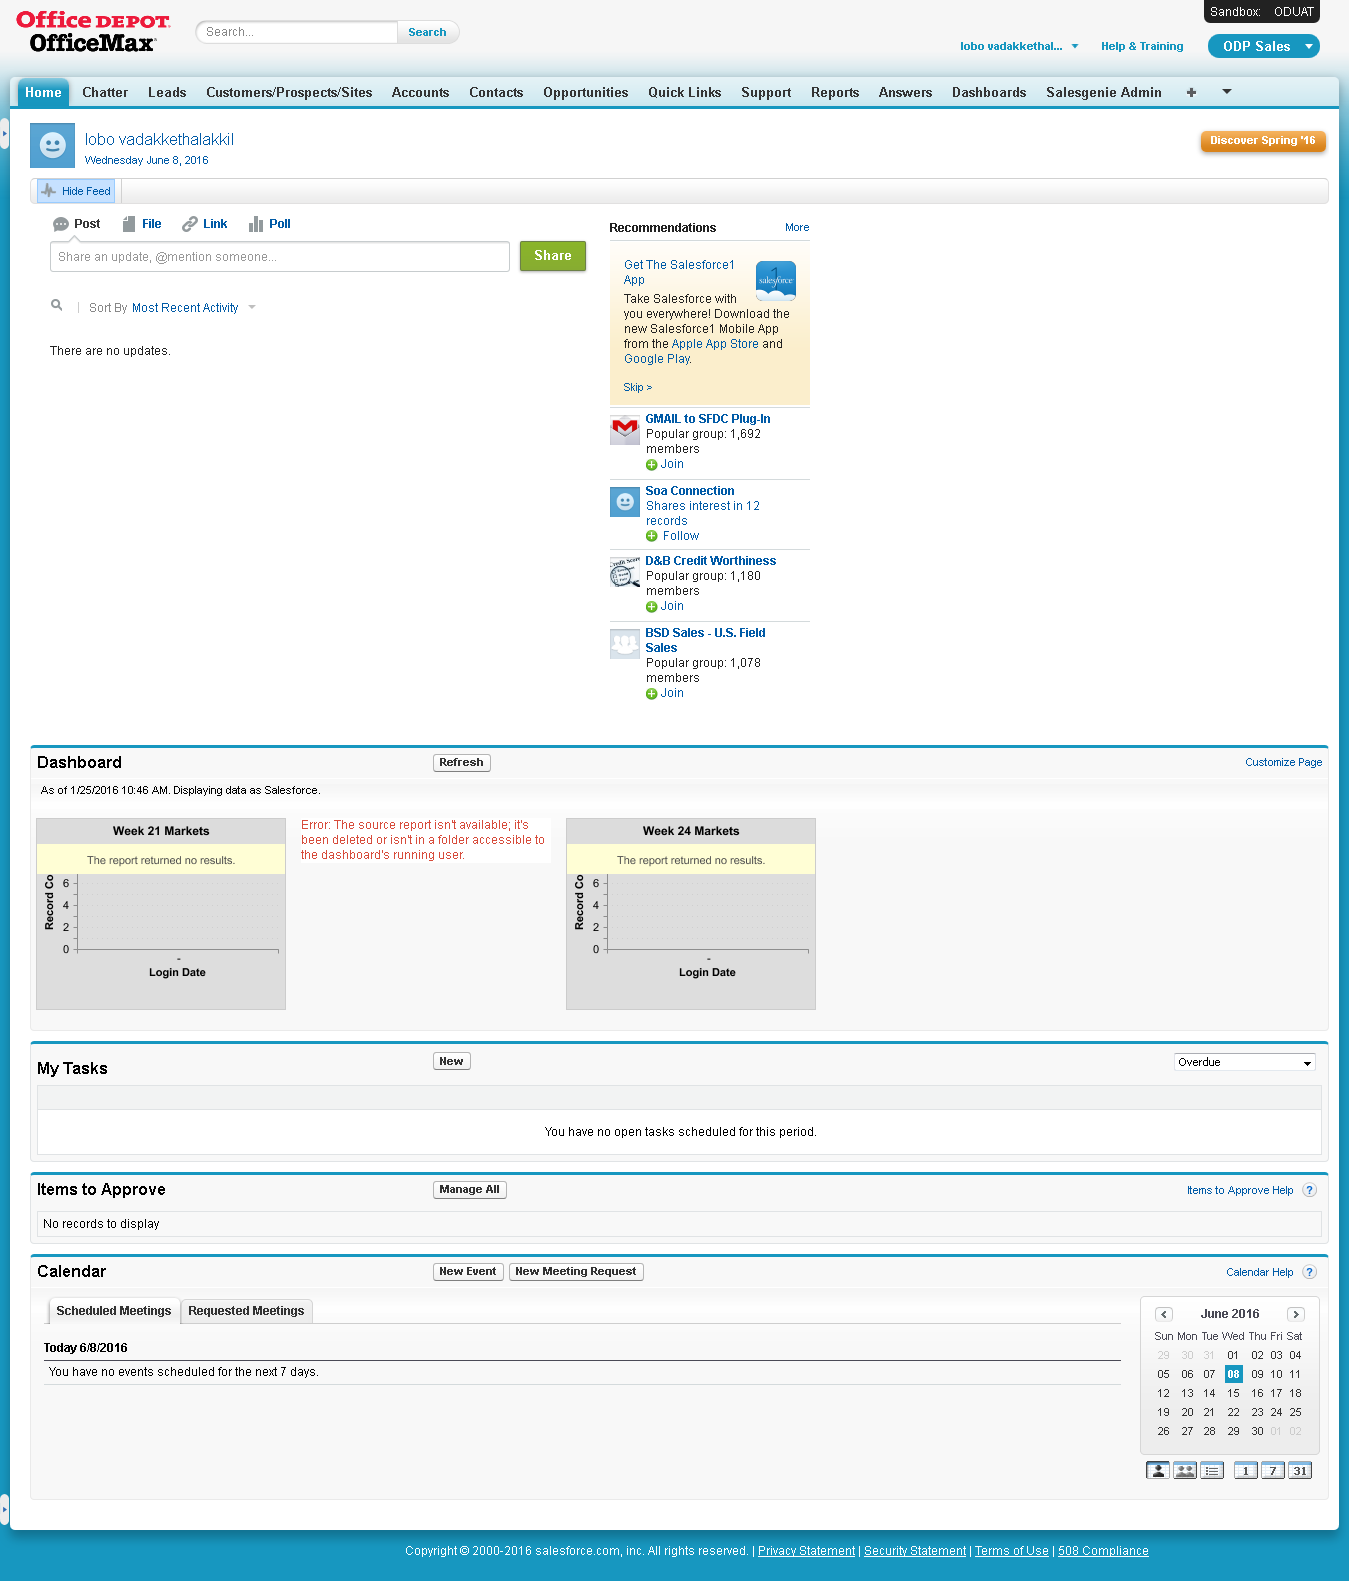 Sandbox: ODUAT
Office DEPOT
OfficeMax
Search...
Search
lobo vadakkethal...
Help & Training
ODP Sales
Home Chatter Leads Customers/Prospects/Sites Accounts Contacts Opportunities Quick Links Support Reports Answers Dashboards Salesgenie Admin +
lobo vadakkethalakkil
Wednesday June 8, 2016
Discover Spring '16
Hide Feed
Post File Link Poll
Share an update, @mention someone...
Share
Sort By Most Recent Activity
There are no updates.
Recommendations More
Get The Salesforce1
App
1
salesforce
Take Salesforce with
you everywhere! Download the
new Salesforce1 Mobile App
from the Apple App Store and
Google Play.
Skip >
GMAIL to SFDC Plug-In
Popular group: 1,692
members
Join
Soa Connection
Shares interest in 12
records
Follow
Credit Score
D&B Credit Worthiness
Popular group: 1,180
members
Join
BSD Sales - U.S. Field
Sales
Popular group: 1,078
members
Join
Dashboard
Refresh
Customize Page
As of 1/25/2016 10:46 AM. Displaying data as Salesforce.
Week 21 Markets
The report returned no results.
Record Co
6
4
2
0
-
Login Date
Error: The source report isn't available; it's
been deleted or isn't in a folder accessible to
the dashboard's running user.
Week 24 Markets
The report returned no results.
Record Co
6
4
2
0
-
Login Date
My Tasks
New
Overdue
You have no open tasks scheduled for this period.
Items to Approve
Manage All
Items to Approve Help ?
No records to display
Calendar
New Event New Meeting Request
Calendar Help ?
Scheduled Meetings Requested Meetings
Today 6/8/2016
You have no events scheduled for the next 7 days.
June 2016
Sun Mon Tue Wed Thu Fri Sat
29 30 31 01 02 03 04
05 06 07 08 09 10 11
12 13 14 15 16 17 18
19 20 21 22 23 24 25
26 27 28 29 30 01 02
1 7 31
Copyright © 2000-2016 salesforce.com, inc. All rights reserved. | Privacy Statement | Security Statement | Terms of Use | 508 Compliance